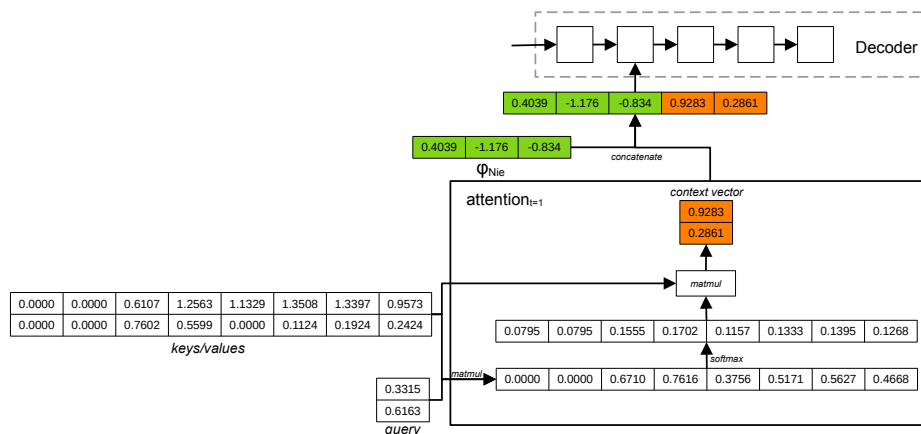 Decoder
0.4039 -1.176 -0.834 0.9283 0.2861
0.4039 -1.176 -0.834
concatenate
φNie
attentiont=1
context vector
0.9283
0.2861
matmul
0.0000 0.0000 0.6107 1.2563 1.1329 1.3508 1.3397 0.9573
0.0000 0.0000 0.7602 0.5599 0.0000 0.1124 0.1924 0.2424
keys/values
0.0795 0.0795 0.1555 0.1702 0.1157 0.1333 0.1395 0.1268
softmax
matmul
0.0000 0.0000 0.6710 0.7616 0.3756 0.5171 0.5627 0.4668
0.3315
0.6163
query